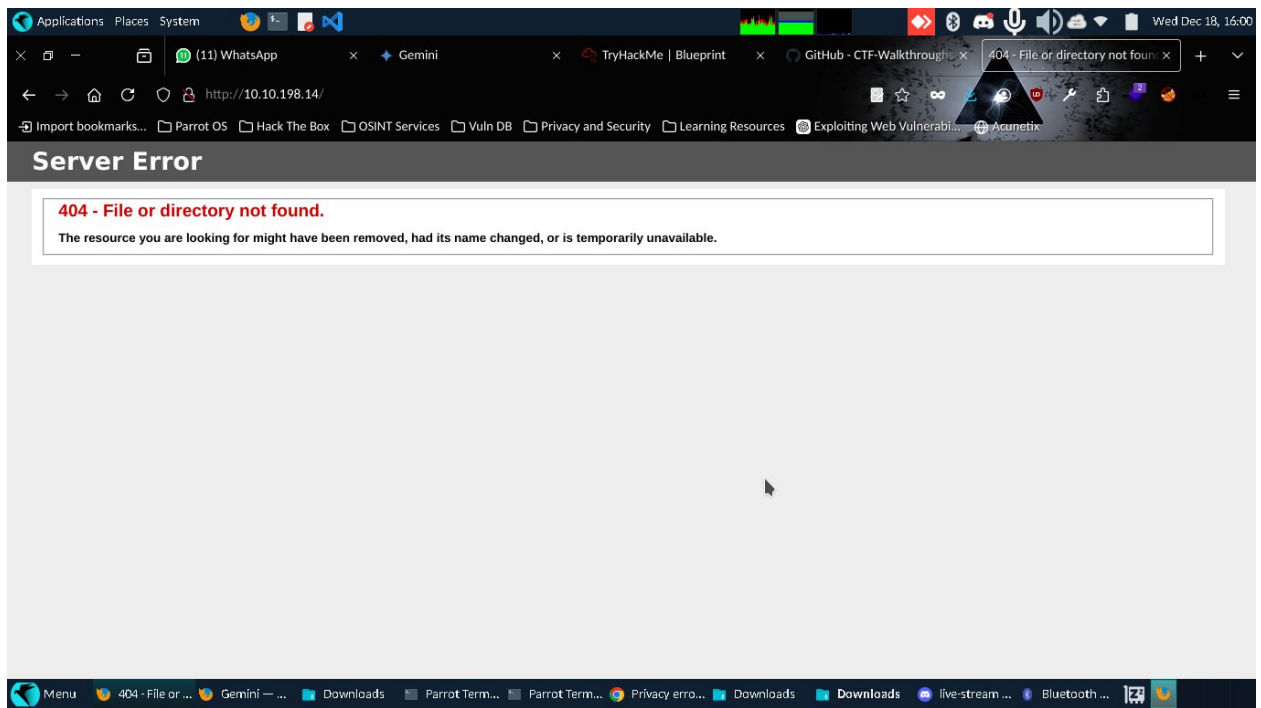 Applications Places System
Wed Dec 18, 16:00
(11) WhatsApp
Gemini
TryHackMe | Blueprint
GitHub - CTF-Walkthroughs
404 - File or directory not foun
http://10.10.198.14/
2
Import bookmarks... Parrot OS Hack The Box OSINT Services Vuln DB Privacy and Security Learning Resources Exploiting Web Vulnerabi... Acunetix
Server Error
404 - File or directory not found.
The resource you are looking for might have been removed, had its name changed, or is temporarily unavailable.
Menu 404 - File or ... Gemini — ... Downloads Parrot Term... Parrot Term... Privacy erro... Downloads Downloads live-stream ... Bluetooth ...